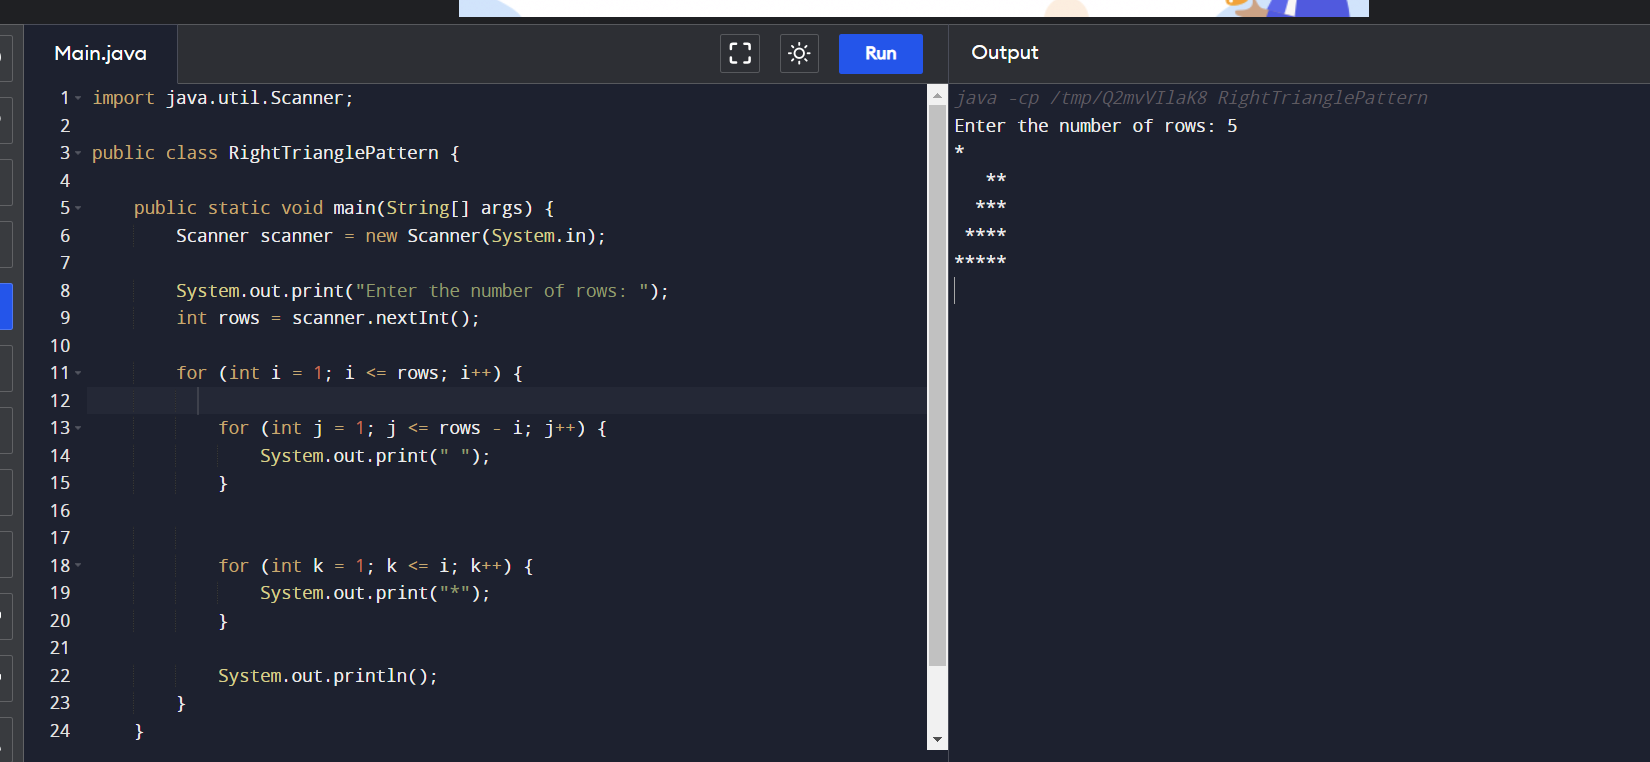 Main.java
Run
Output
1 import java.util.Scanner;
2
3 public class RightTrianglePattern {
4
5     public static void main(String[] args) {
6         Scanner scanner = new Scanner(System.in);
7
8         System.out.print("Enter the number of rows: ");
9         int rows = scanner.nextInt();
10
11         for (int i = 1; i <= rows; i++) {
12
13             for (int j = 1; j <= rows - i; j++) {
14                 System.out.print(" ");
15             }
16
17
18             for (int k = 1; k <= i; k++) {
19                 System.out.print("*");
20             }
21
22             System.out.println();
23         }
24     }
java -cp /tmp/Q2mvVIlaK8 RightTrianglePattern
Enter the number of rows: 5
*
   **
  ***
 ****
*****